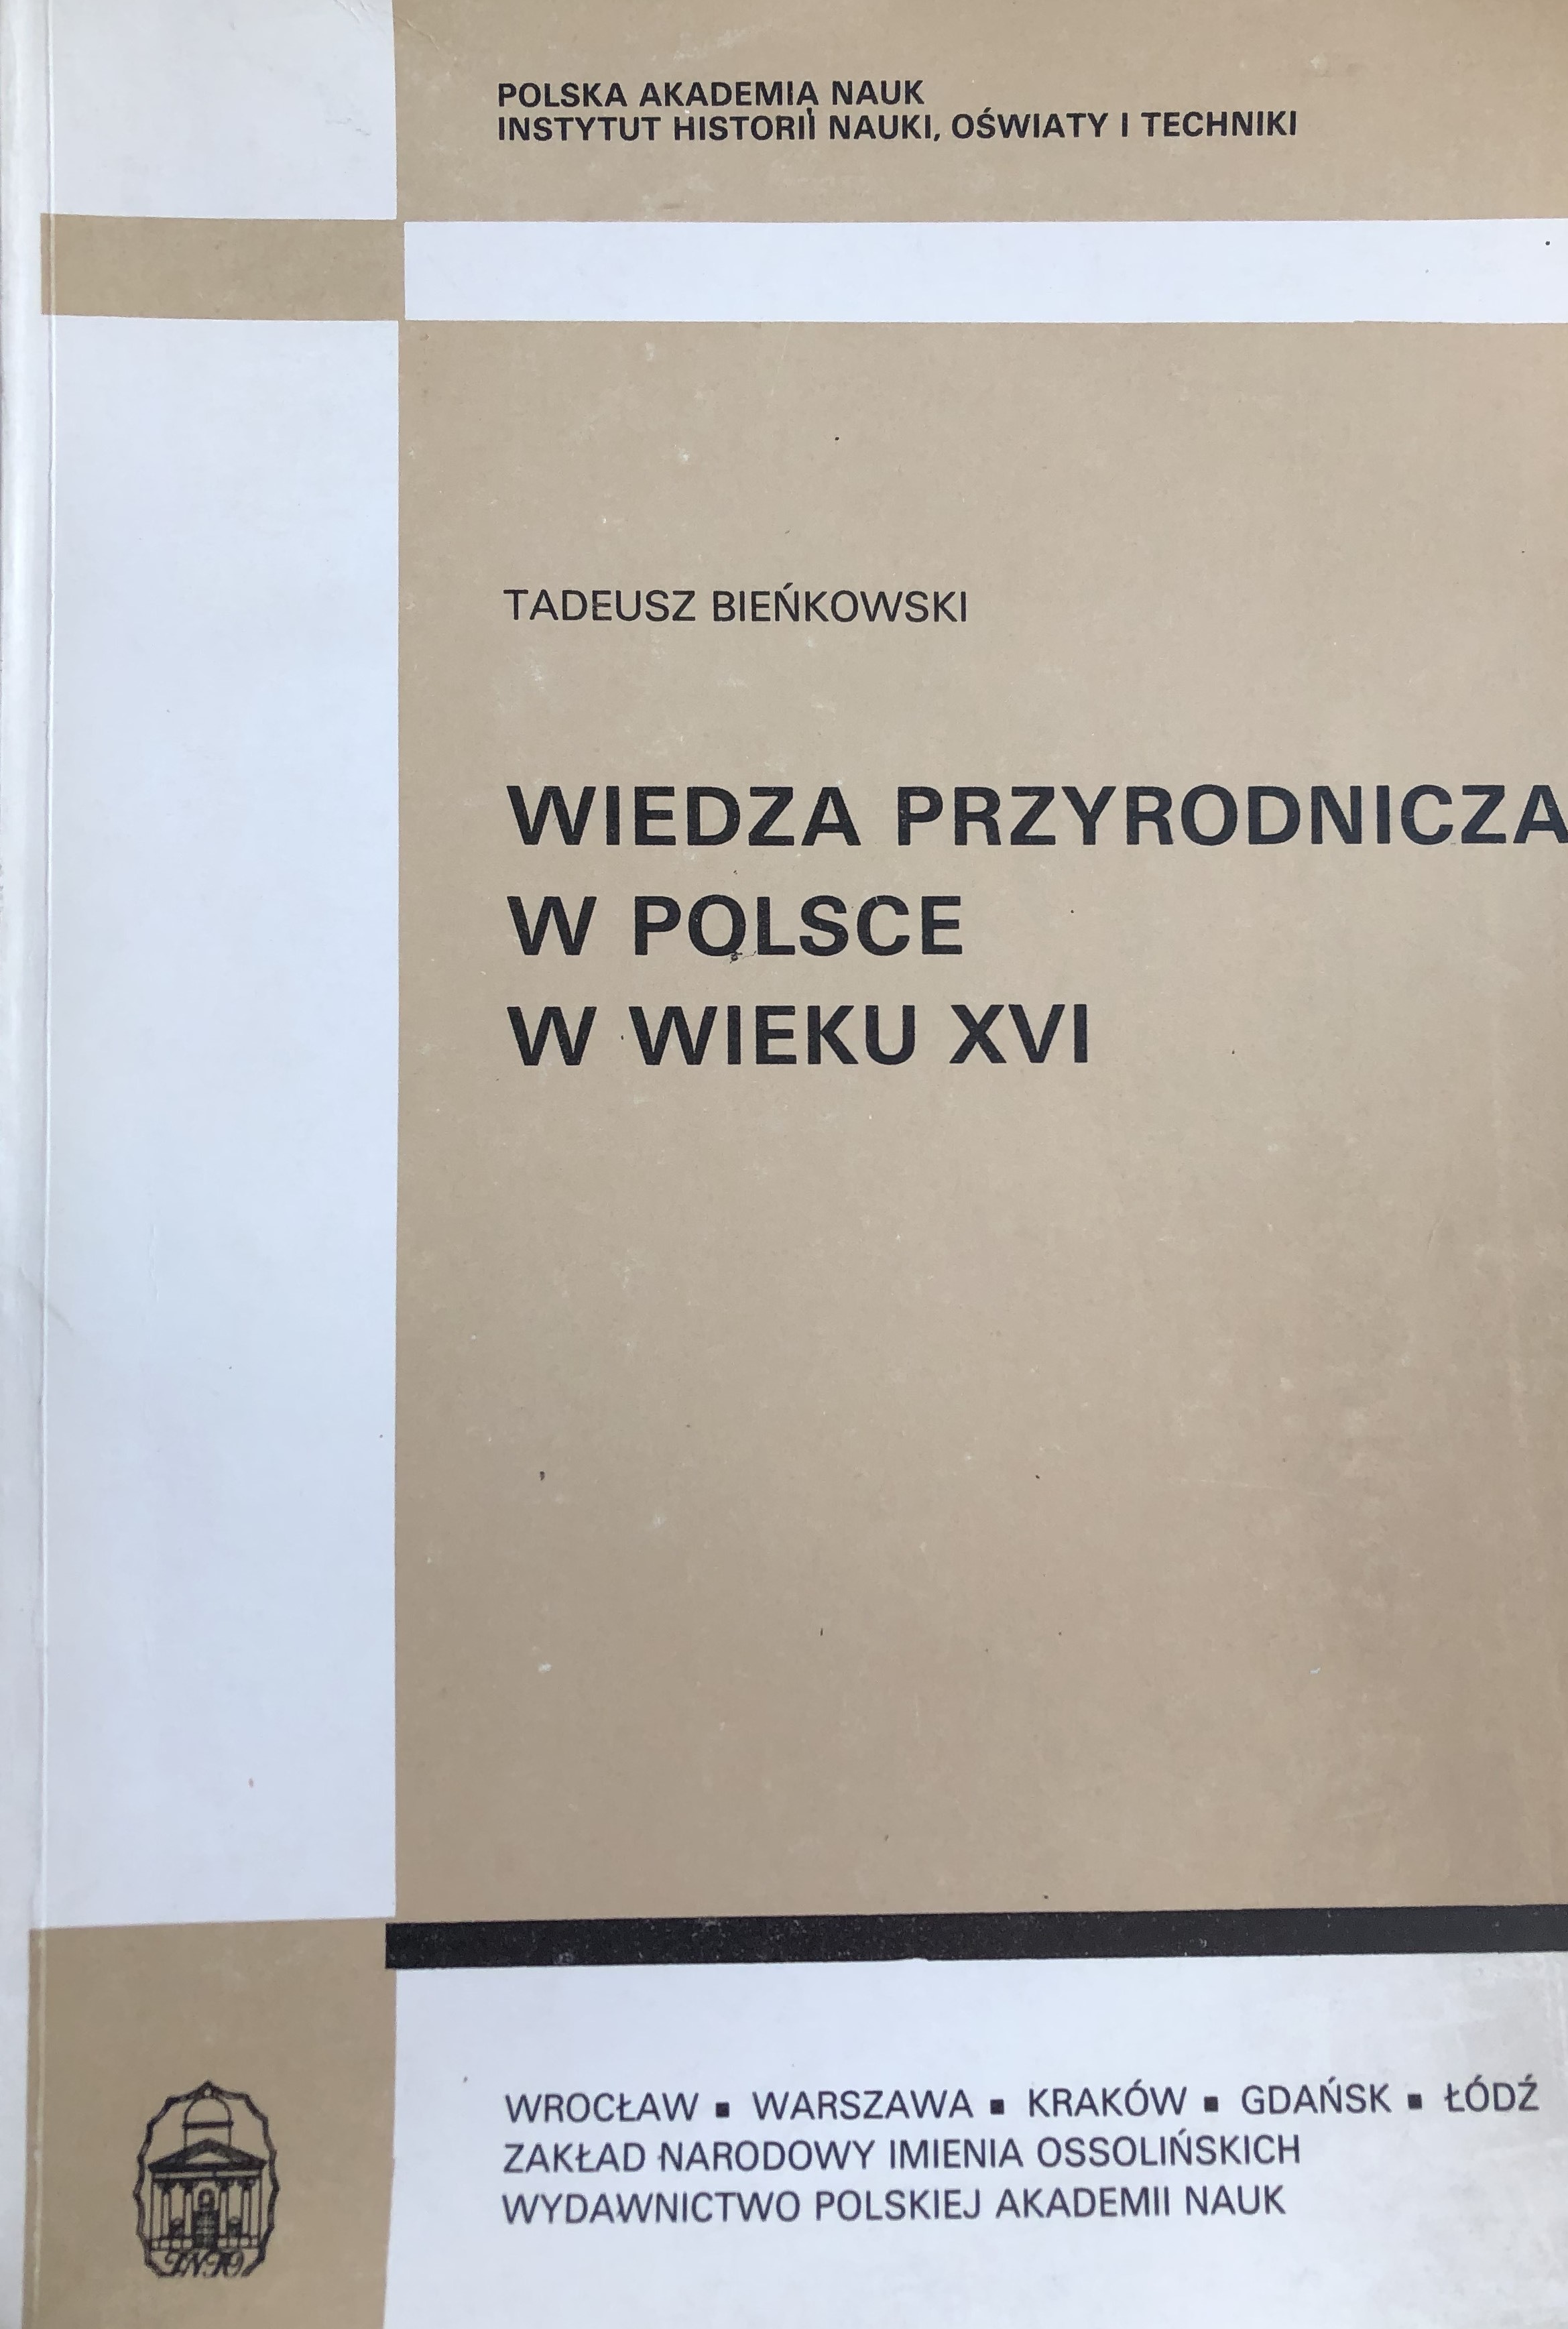 POLSKA AKADEMIA NAUK
INSTYTUT HISTORII NAUKI, OŚWIATY I TECHNIKI
TADEUSZ BIEŃKOWSKI
WIEDZA PRZYRODNICZA
W POLSCE
W WIEKU XVI
WROCŁAW ▪ WARSZAWA ▪ KRAKÓW ▪ GDAŃSK ▪ ŁÓDŹ
ZAKŁAD NARODOWY IMIENIA OSSOLIŃSKICH
WYDAWNICTWO POLSKIEJ AKADEMII NAUK